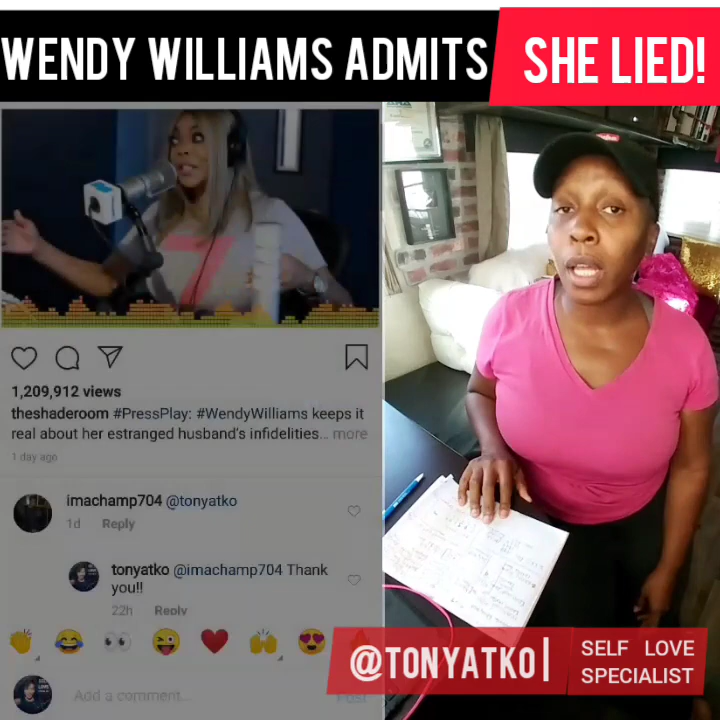 WENDY WILLIAMS ADMITS SHE LIED!
1,209,912 views
theshaderoom #PressPlay: #WendyWilliams keeps it
real about her estranged husband's infidelities... more
1 day ago
imachamp704 @tonyatko
1d Reply
tonyatko @imachamp704 Thank
you!!
22h Reply
Add a comment...
Post
@TONYATKO|
SELF LOVE
SPECIALIST